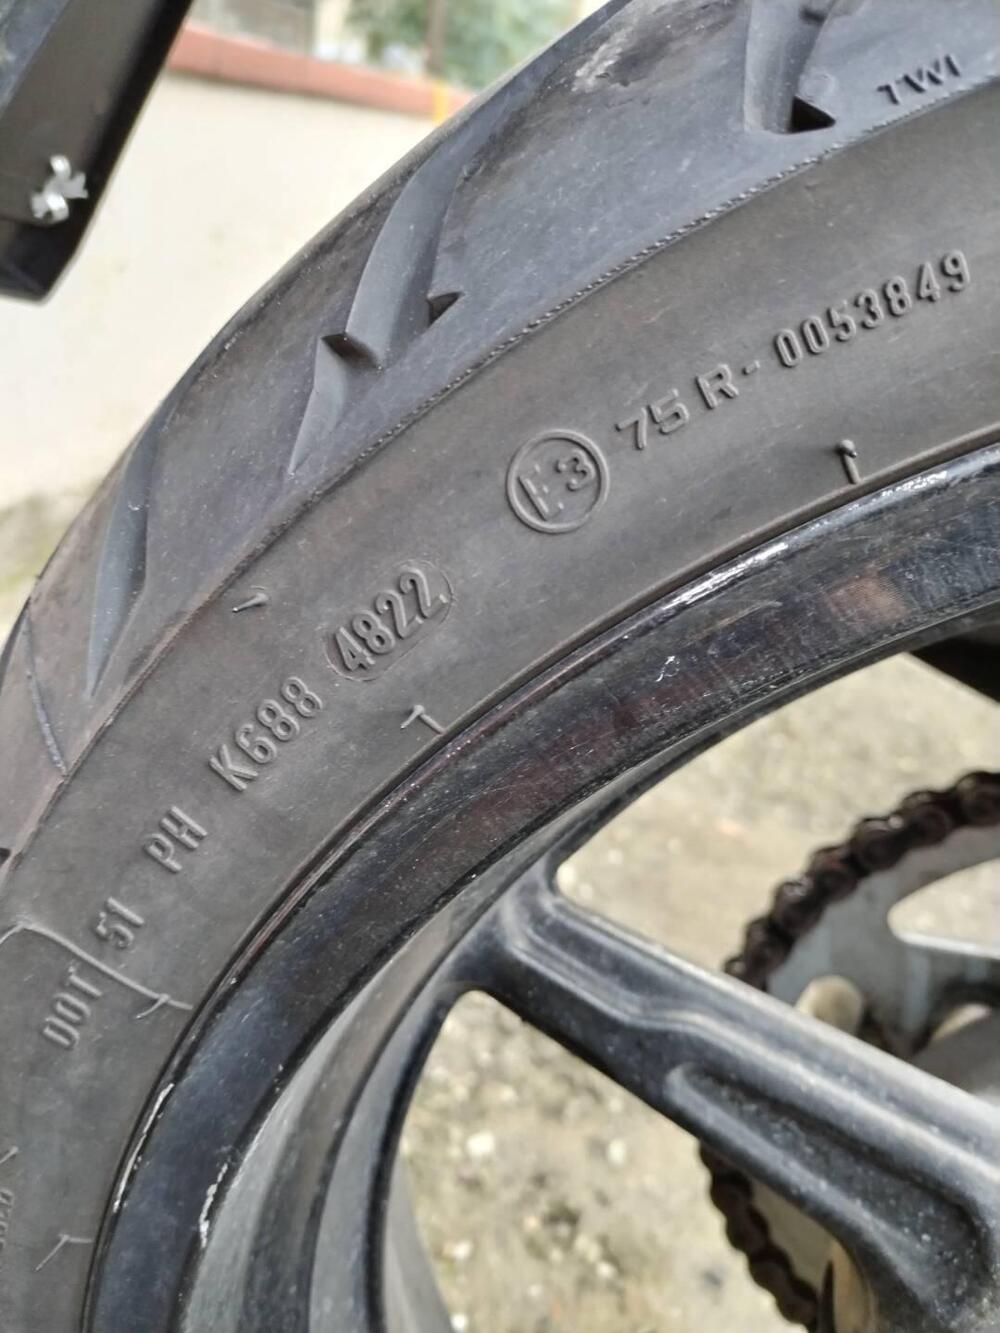 TWI
E3 75 R-0053849
DOT 51 PH K688 4822